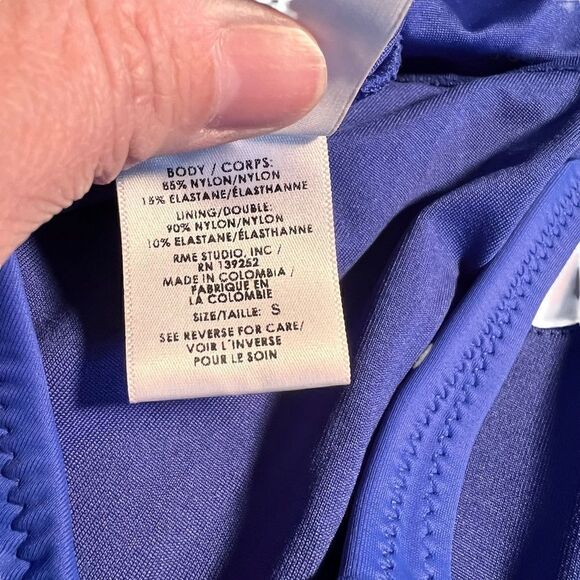 BODY / CORPS:
85% NYLON/NYLON
15% ELASTANE/ÉLASTHANNE
LINING/DOUBLE:
90% NYLON/NYLON
10% ELASTANE/ÉLASTHANNE
RME STUDIO, INC /
RN 139252
MADE IN COLOMBIA /
FABRIQUE EN
LA COLOMBIE
SIZE/TAILLE: S
SEE REVERSE FOR CARE/
VOIR L'INVERSE
POUR LE SOIN